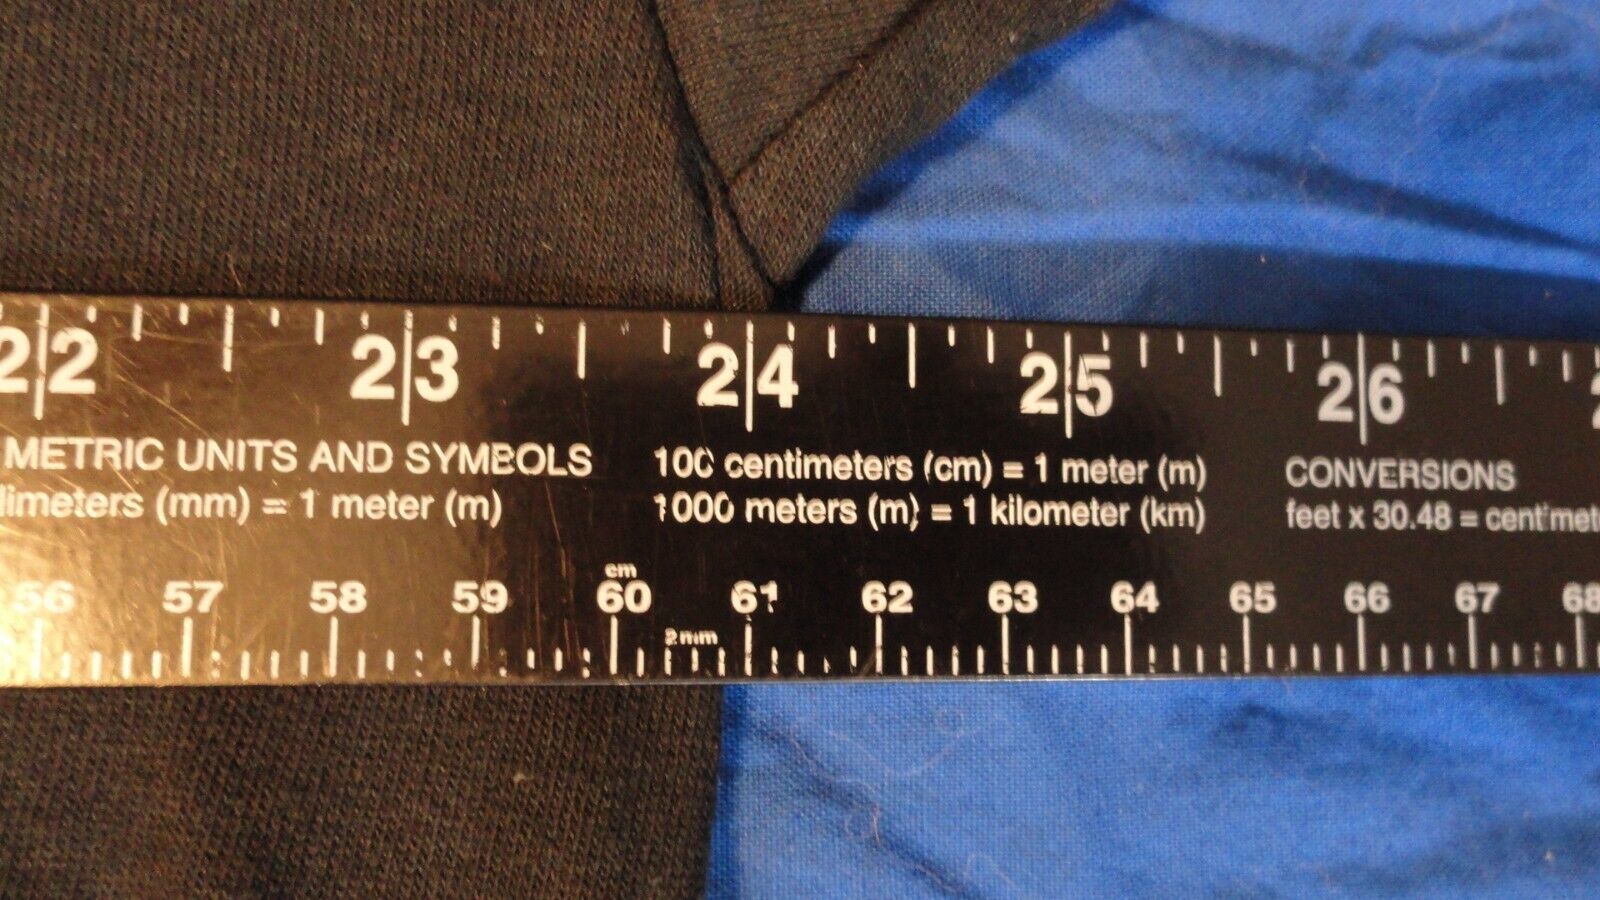 22 23 24 25 26
METRIC UNITS AND SYMBOLS 100 centimeters (cm) = 1 meter (m) CONVERSIONS
(mm) = 1 meter (m) 1000 meters (m) = 1 kilometer (km) feet x 30.48 =
cm
56 57 58 59 60 61 62 63 64 65 66 67 68
2mm